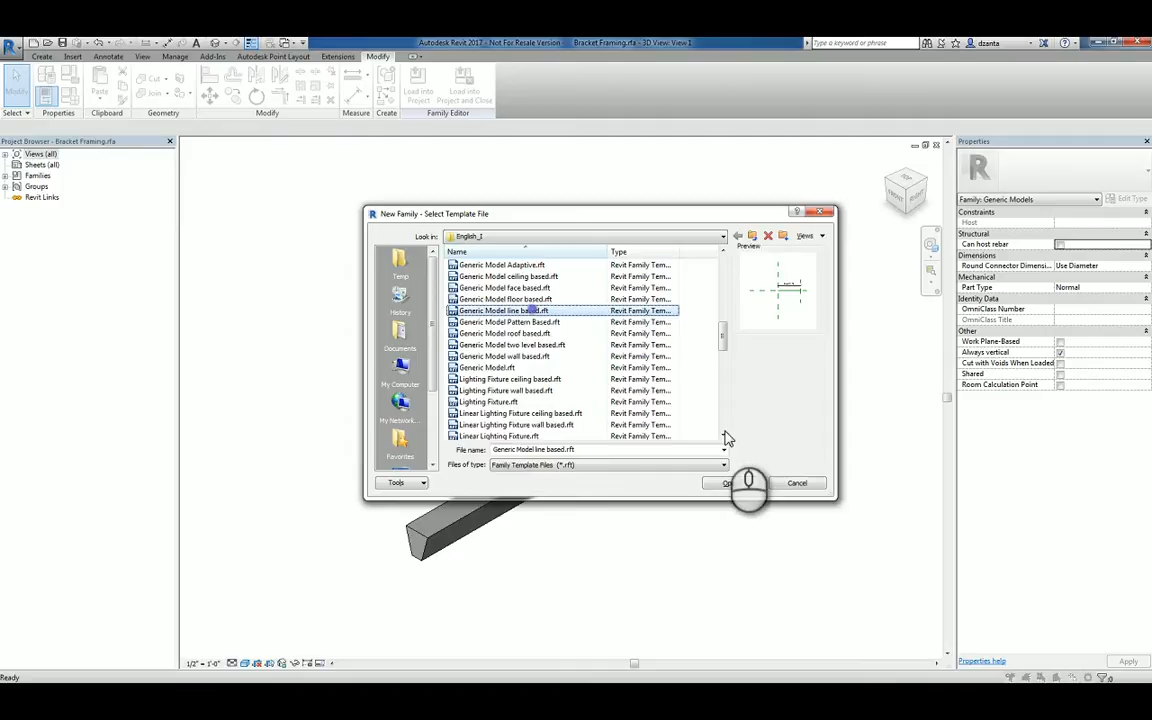 Autodesk Revit 2017 - Not For Resale Version - Bracket Framing.rfa - 3D View: View 1
Type a keyword or phrase
dzanta
Create Insert Annotate View Manage Add-Ins Autodesk Point Layout Extensions Modify
Modify
Paste
Cut
Join
Load into Project
Load into Project and Close
Select Properties Clipboard Geometry Modify Measure Create Family Editor
Project Browser - Bracket Framing.rfa
Views (all)
Sheets (all)
Families
Groups
Revit Links
New Family - Select Template File
Look in: English_I
Views
Name Type
Preview
Generic Model Adaptive.rft Revit Family Tem...
Generic Model ceiling based.rft Revit Family Tem...
Generic Model face based.rft Revit Family Tem...
Generic Model floor based.rft Revit Family Tem...
Generic Model line based.rft Revit Family Tem...
Generic Model Pattern Based.rft Revit Family Tem...
Generic Model roof based.rft Revit Family Tem...
Generic Model two level based.rft Revit Family Tem...
Generic Model wall based.rft Revit Family Tem...
Generic Model.rft Revit Family Tem...
Lighting Fixture ceiling based.rft Revit Family Tem...
Lighting Fixture wall based.rft Revit Family Tem...
Lighting Fixture.rft Revit Family Tem...
Linear Lighting Fixture ceiling based.rft Revit Family Tem...
Linear Lighting Fixture wall based.rft Revit Family Tem...
Linear Lighting Fixture.rft Revit Family Tem...
Temp
History
Documents
My Computer
My Network...
Favorites
File name: Generic Model line based.rft
Files of type: Family Template Files (*.rft)
Tools
Op
Cancel
TOP
FRONT
RIGHT
Properties
Family: Generic Models
Edit Type
Constraints
Host
Structural
Can host rebar
Dimensions
Round Connector Dimensi... Use Diameter
Mechanical
Part Type Normal
Identity Data
OmniClass Number
OmniClass Title
Other
Work Plane-Based
Always vertical
Cut with Voids When Loaded
Shared
Room Calculation Point
Properties help
Apply
1/2" = 1'-0"
Ready
:0